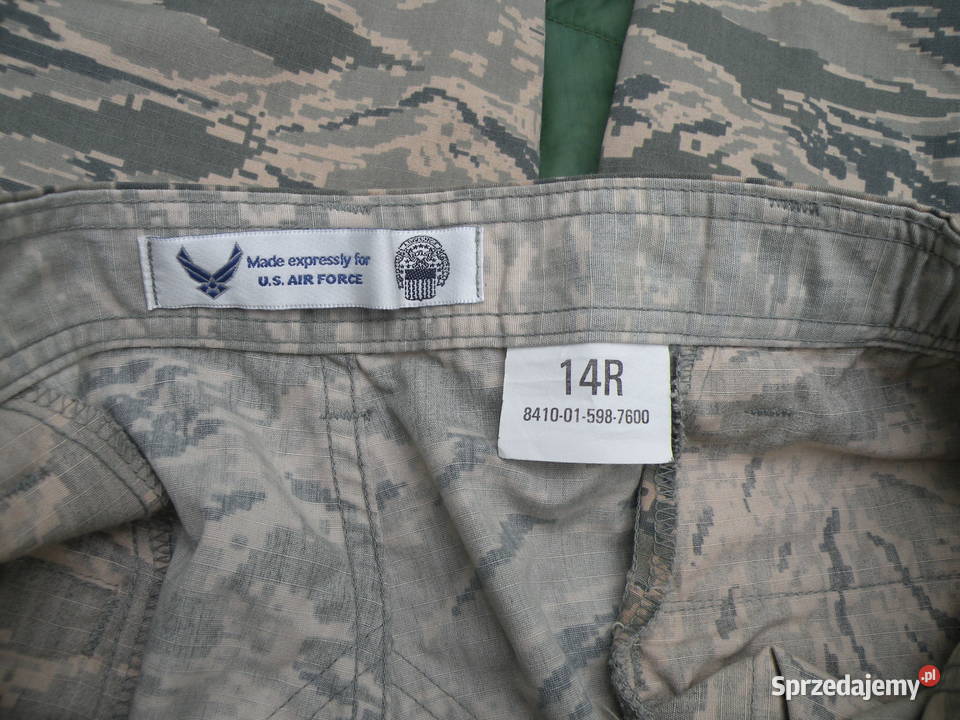 Made expressly for
U.S. AIR FORCE
14R
8410-01-598-7600
Sprzedajemy.pl